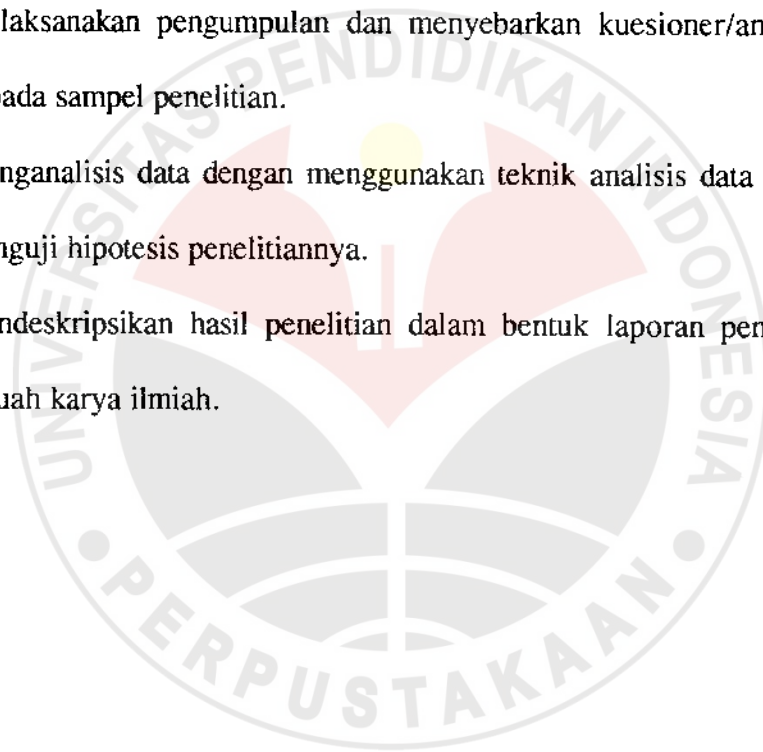 laksanakan pengumpulan dan menyebarkan kuesioner/an
pada sampel penelitian.
nganalisis data dengan menggunakan teknik analisis data
nguji hipotesis penelitiannya.
ndeskripsikan hasil penelitian dalam bentuk laporan pen
uah karya ilmiah.
UNIVERSITAS PENDIDIKAN INDONESIA
PERPUSTAKAAN